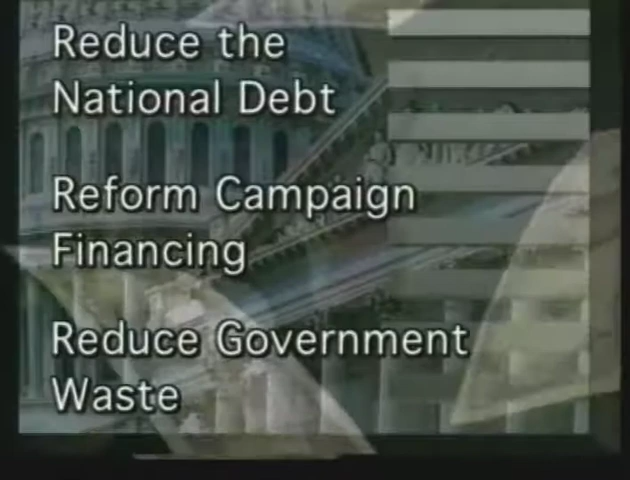 Reduce the
National Debt
Reform Campaign
Financing
Reduce Government
Waste